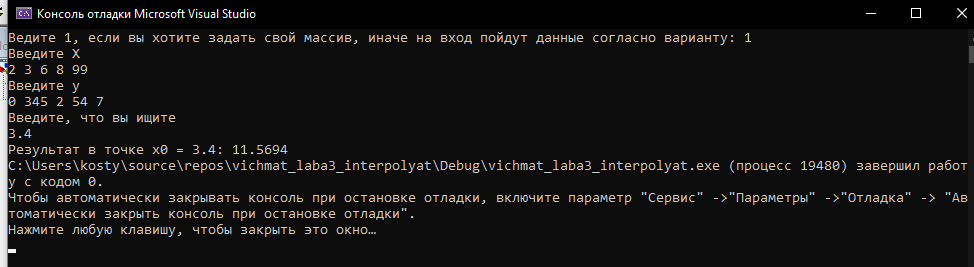 Консоль отладки Microsoft Visual Studio
Ведите 1, если вы хотите задать свой массив, иначе на вход пойдут данные согласно варианту: 1
Введите X
2 3 6 8 99
Введите y
0 345 2 54 7
Введите, что вы ищите
3.4
Результат в точке x0 = 3.4: 11.5694
C:\Users\kosty\source\repos\vichmat_laba3_interpolyat\Debug\vichmat_laba3_interpolyat.exe (процесс 19480) завершил работ
у с кодом 0.
Чтобы автоматически закрывать консоль при остановке отладки, включите параметр "Сервис" ->"Параметры" ->"Отладка" -> "Ав
томатически закрыть консоль при остановке отладки".
Нажмите любую клавишу, чтобы закрыть это окно…